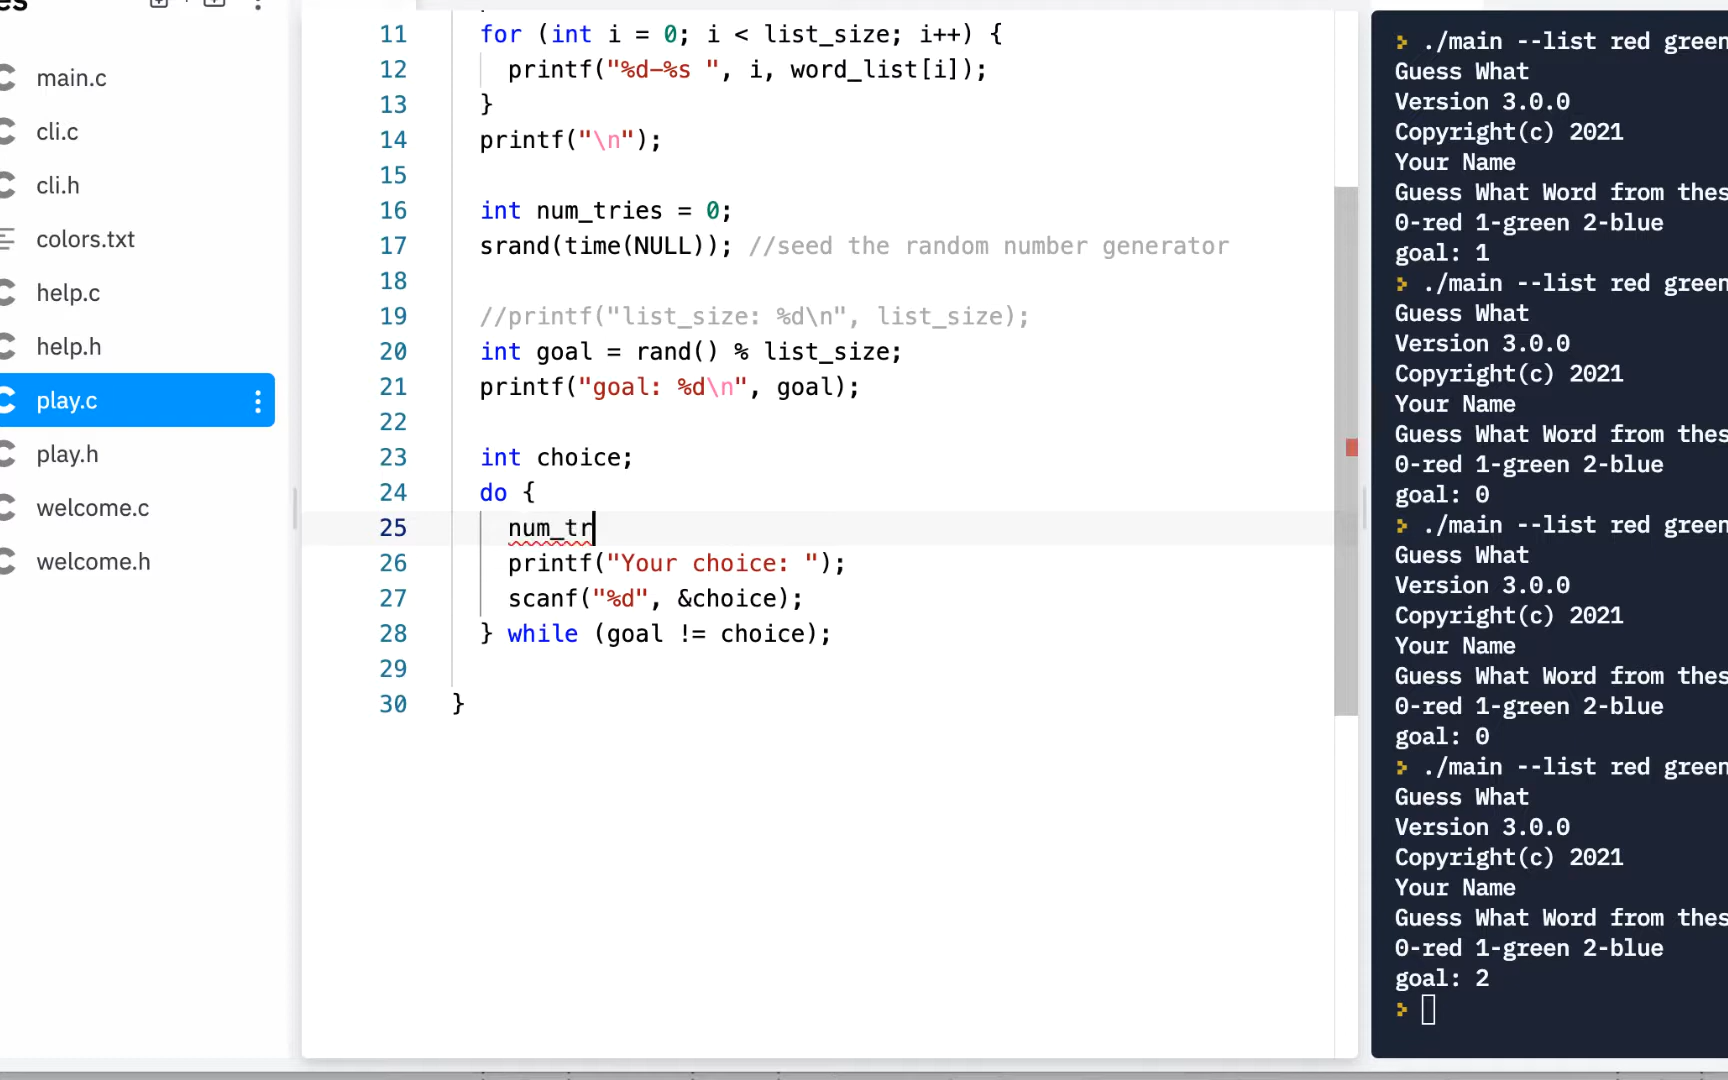 es
main.c
cli.c
cli.h
colors.txt
help.c
help.h
play.c
play.h
welcome.c
welcome.h
11 for (int i = 0; i < list_size; i++) {
12 printf("%d-%s ", i, word_list[i]);
13 }
14 printf("\n");
15
16 int num_tries = 0;
17 srand(time(NULL)); //seed the random number generator
18
19 //printf("list_size: %d\n", list_size);
20 int goal = rand() % list_size;
21 printf("goal: %d\n", goal);
22
23 int choice;
24 do {
25 num_tr
26 printf("Your choice: ");
27 scanf("%d", &choice);
28 } while (goal != choice);
29
30 }
> ./main --list red green
Guess What
Version 3.0.0
Copyright(c) 2021
Your Name
Guess What Word from thes
0-red 1-green 2-blue
goal: 1
> ./main --list red green
Guess What
Version 3.0.0
Copyright(c) 2021
Your Name
Guess What Word from thes
0-red 1-green 2-blue
goal: 0
> ./main --list red green
Guess What
Version 3.0.0
Copyright(c) 2021
Your Name
Guess What Word from thes
0-red 1-green 2-blue
goal: 0
> ./main --list red green
Guess What
Version 3.0.0
Copyright(c) 2021
Your Name
Guess What Word from thes
0-red 1-green 2-blue
goal: 2
>